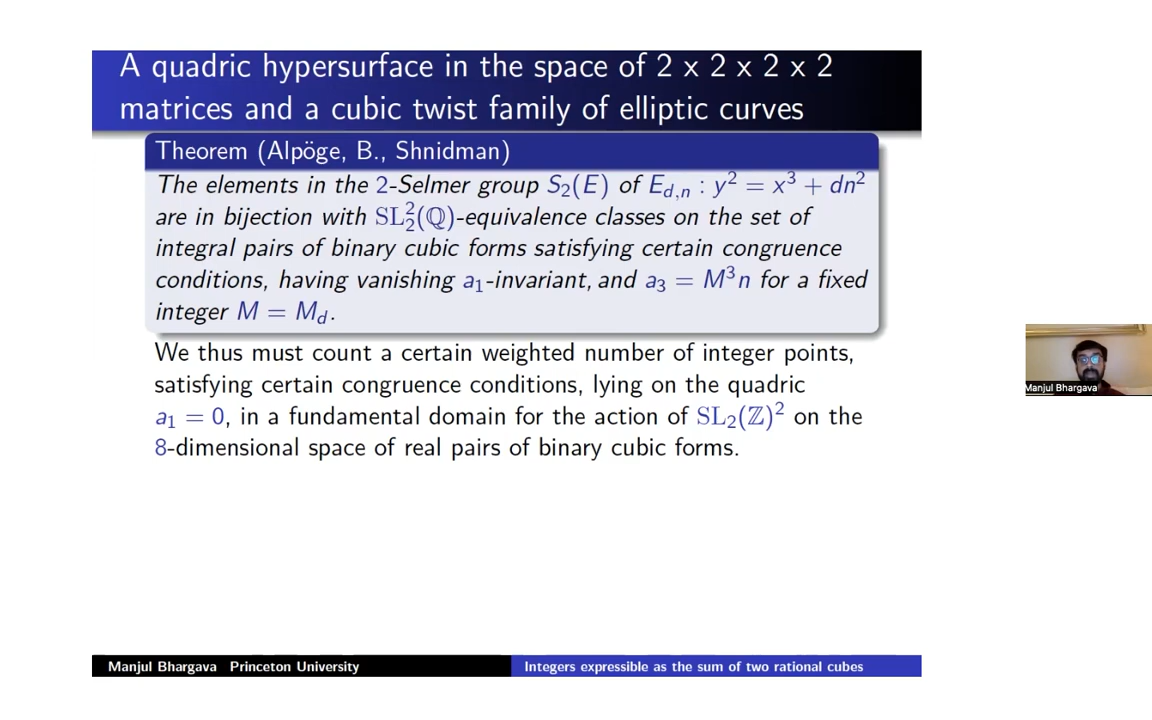 A quadric hypersurface in the space of 2 x 2 x 2 x 2
matrices and a cubic twist family of elliptic curves
Theorem (Alpöge, B., Shnidman)
The elements in the 2-Selmer group S₂(E) of E_{d,n} : y² = x³ + dn²
are in bijection with SL₂²(ℚ)-equivalence classes on the set of
integral pairs of binary cubic forms satisfying certain congruence
conditions, having vanishing a₁-invariant, and a₃ = M³n for a fixed
integer M = M_d.
We thus must count a certain weighted number of integer points,
satisfying certain congruence conditions, lying on the quadric
a₁ = 0, in a fundamental domain for the action of SL₂(ℤ)² on the
8-dimensional space of real pairs of binary cubic forms.
Manjul Bhargava
Manjul Bhargava Princeton University
Integers expressible as the sum of two rational cubes